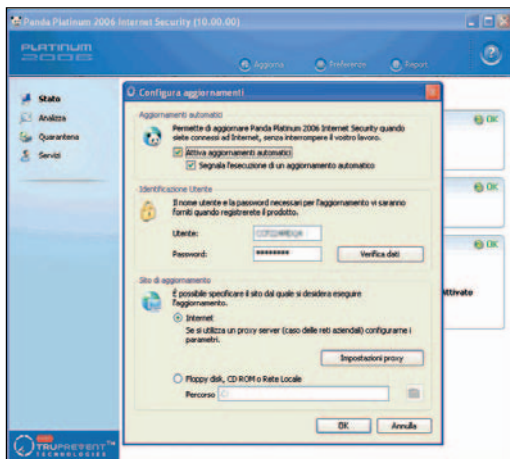 Panda Platinum 2006 Internet Security (10.00.00)
PLATINUM
2006
Aggiorna
Preferenze
Report
Stato
Analizza
Quarantena
Servizi
OK
OK
OK
Attivato
Configura aggiornamenti
Aggiornamenti automatici
Permette di aggiornare Panda Platinum 2006 Internet Security quando
siete connessi ad Internet, senza interrompere il vostro lavoro.
Attiva aggiornamenti automatici
Segnala l'esecuzione di un aggiornamento automatico
Identificazione Utente
Il nome utente e la password necessari per l'aggiornamento vi saranno
forniti quando registrerete il prodotto.
Utente:
Password: ********
Verifica dati
Sito di aggiornamento
È possibile specificare il sito dal quale si desidera eseguire
l'aggiornamento.
Internet
Se si utilizza un proxy server (caso delle reti aziendali) configurarne i
parametri.
Impostazioni proxy
Floppy disk, CD ROM o Rete Locale
Percorso
OK
Annulla
TRUPREVENT™
TECHNOLOGIES